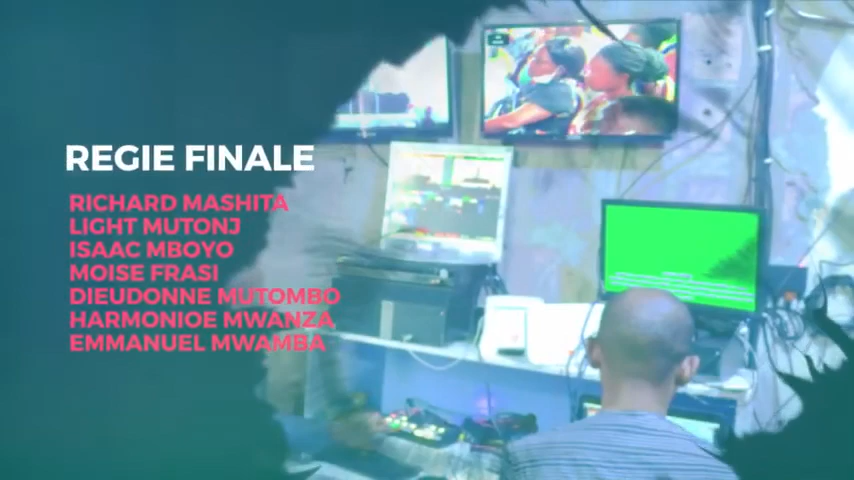 REGIE FINALE
RICHARD MASHITA
LIGHT MUTONJ
ISAAC MBOYO
MOISE FRASI
DIEUDONNE MUTOMBO
HARMONIOE MWANZA
EMMANUEL MWAMBA